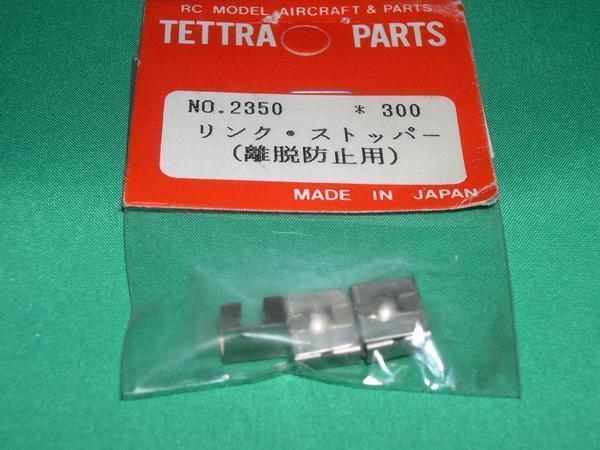 RC MODEL AIRCRAFT & PARTS
TETTRA PARTS
NO.2350 * 300
リンク・ストッパー
(離脱防止用)
MADE IN JAPAN